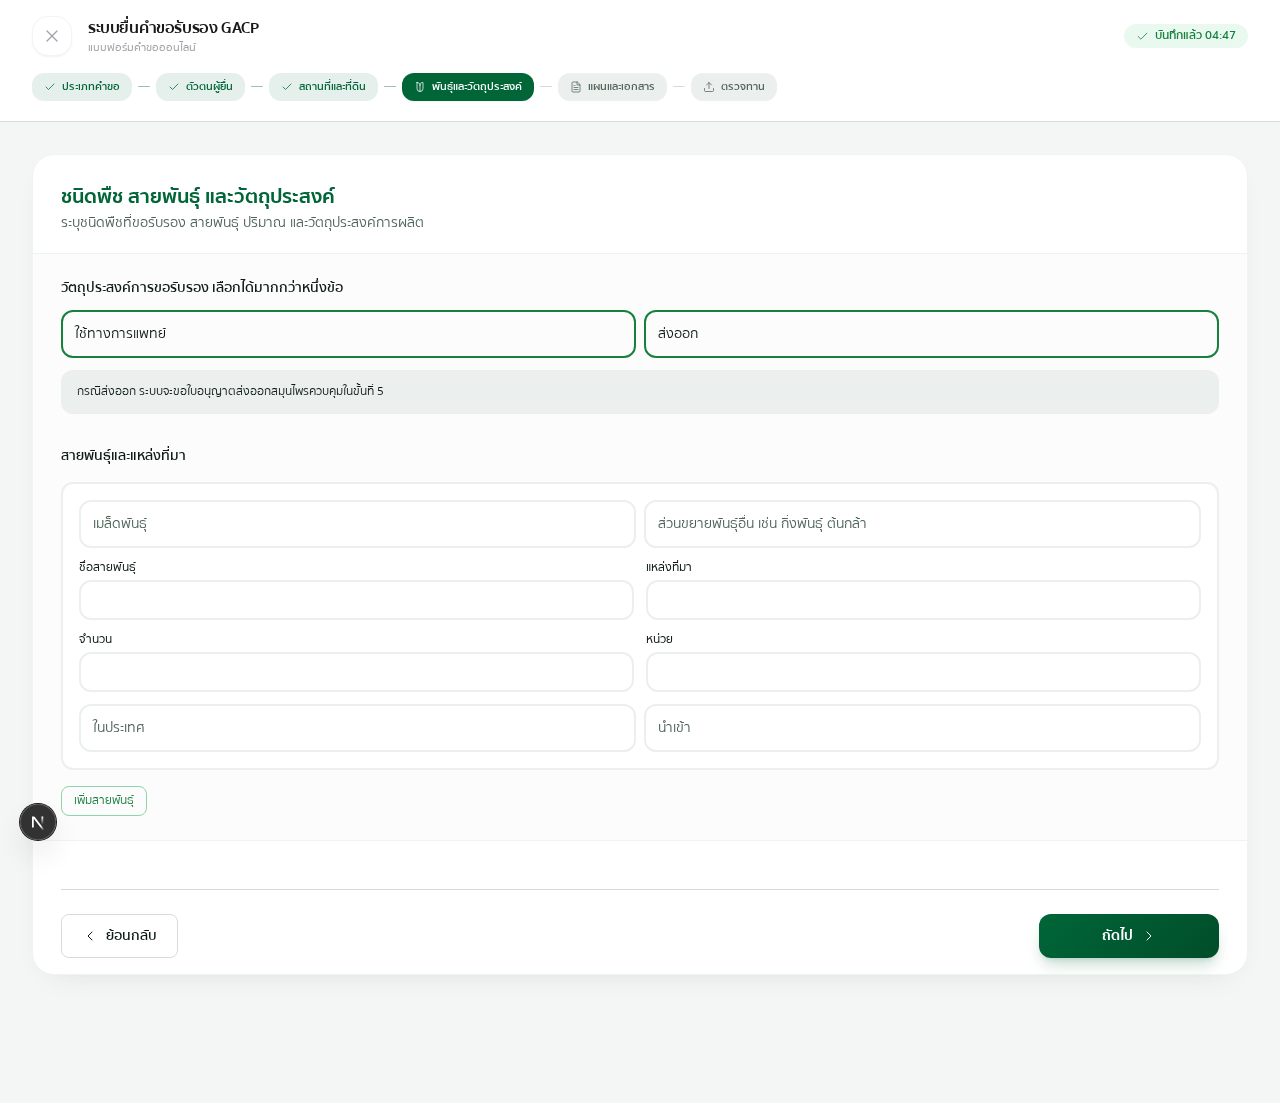 ระบบยื่นคำขอรับรอง GACP
แบบฟอร์มคำขอออนไลน์
บันทึกแล้ว 04:47
ประเภทคำขอ
ตัวตนผู้ยื่น
สถานที่และที่ดิน
พันธุ์และวัตถุประสงค์
แผนและเอกสาร
ตรวจทาน
ชนิดพืช สายพันธุ์ และวัตถุประสงค์
ระบุชนิดพืชที่ขอรับรอง สายพันธุ์ ปริมาณ และวัตถุประสงค์การผลิต
วัตถุประสงค์การขอรับรอง เลือกได้มากกว่าหนึ่งข้อ
ใช้ทางการแพทย์
ส่งออก
กรณีส่งออก ระบบจะขอใบอนุญาตส่งออกสมุนไพรควบคุมในขั้นที่ 5
สายพันธุ์และแหล่งที่มา
เมล็ดพันธุ์
ส่วนขยายพันธุ์อื่น เช่น กิ่งพันธุ์ ต้นกล้า
ชื่อสายพันธุ์
แหล่งที่มา
จำนวน
หน่วย
ในประเทศ
นำเข้า
เพิ่มสายพันธุ์
N
ย้อนกลับ
ถัดไป